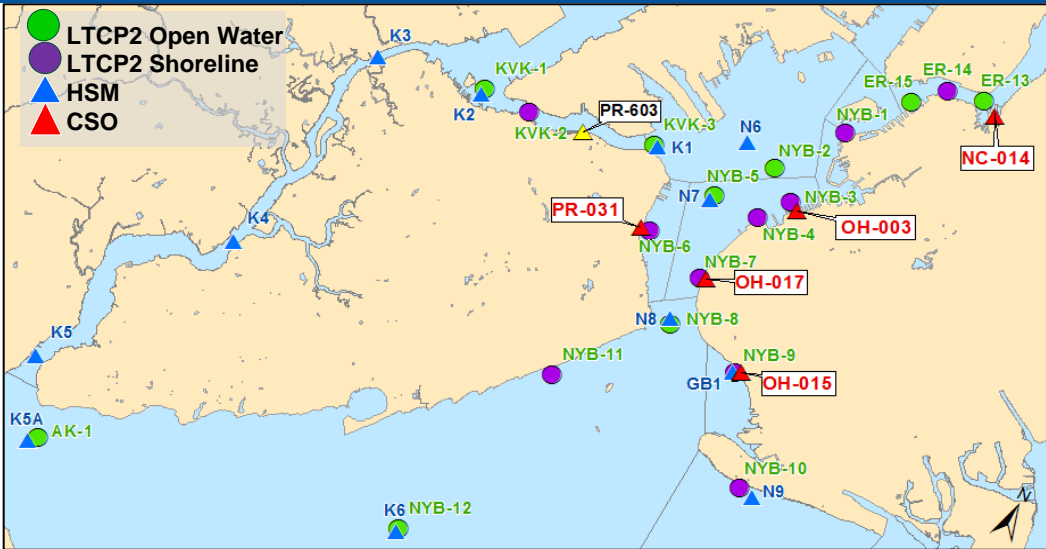 LTCP2 Open Water
LTCP2 Shoreline
HSM
CSO
K3
KVK-1
K2
KVK-2
PR-603
KVK-3
K1
N6
NYB-1
ER-15
ER-14
ER-13
NC-014
NYB-2
NYB-5
N7
NYB-3
NYB-4
OH-003
PR-031
NYB-6
K4
NYB-7
OH-017
N8
NYB-8
K5
NYB-11
NYB-9
GB1
OH-015
K5A
AK-1
NYB-10
N9
K6
NYB-12
N